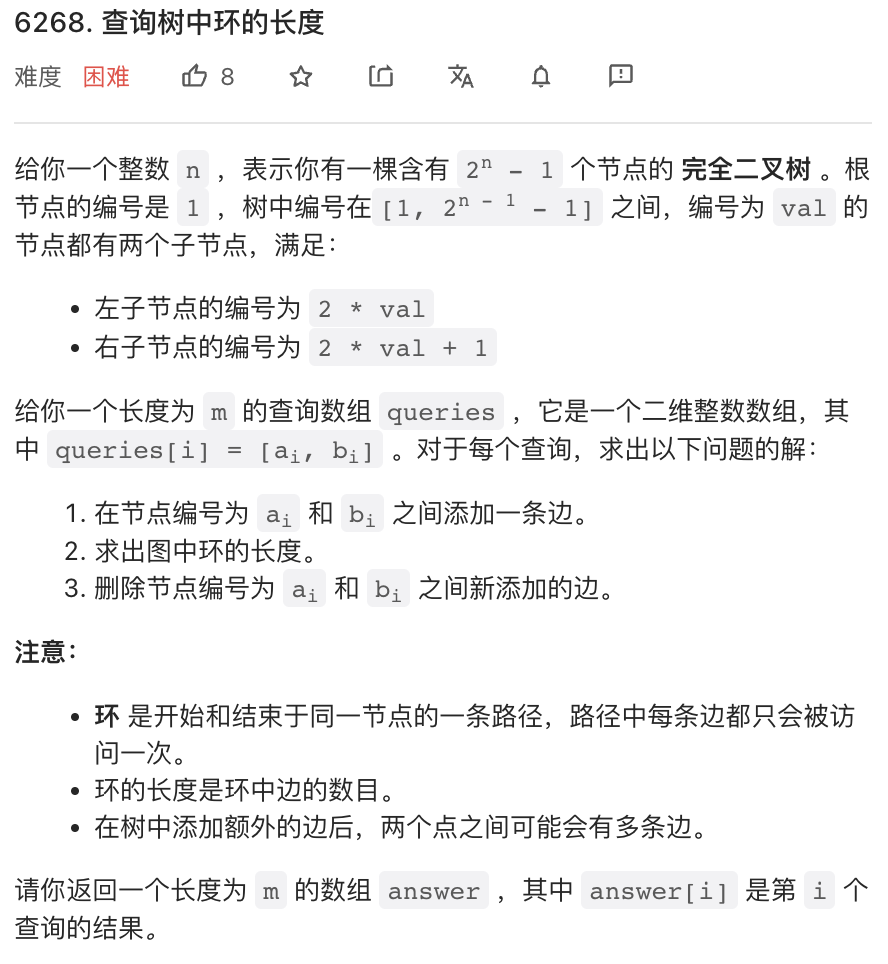 6268. 查询树中环的长度
难度 困难 8
给你一个整数 n ，表示你有一棵含有 2ⁿ - 1 个节点的 完全二叉树 。根
节点的编号是 1 ，树中编号在 [1, 2ⁿ ⁻ ¹ - 1] 之间，编号为 val 的
节点都有两个子节点，满足：
• 左子节点的编号为 2 * val
• 右子节点的编号为 2 * val + 1
给你一个长度为 m 的查询数组 queries ，它是一个二维整数数组，其
中 queries[i] = [aᵢ, bᵢ] 。对于每个查询，求出以下问题的解：
1. 在节点编号为 aᵢ 和 bᵢ 之间添加一条边。
2. 求出图中环的长度。
3. 删除节点编号为 aᵢ 和 bᵢ 之间新添加的边。
注意：
• 环 是开始和结束于同一节点的一条路径，路径中每条边都只会被访
问一次。
• 环的长度是环中边的数目。
• 在树中添加额外的边后，两个点之间可能会有多条边。
请你返回一个长度为 m 的数组 answer ，其中 answer[i] 是第 i 个
查询的结果。